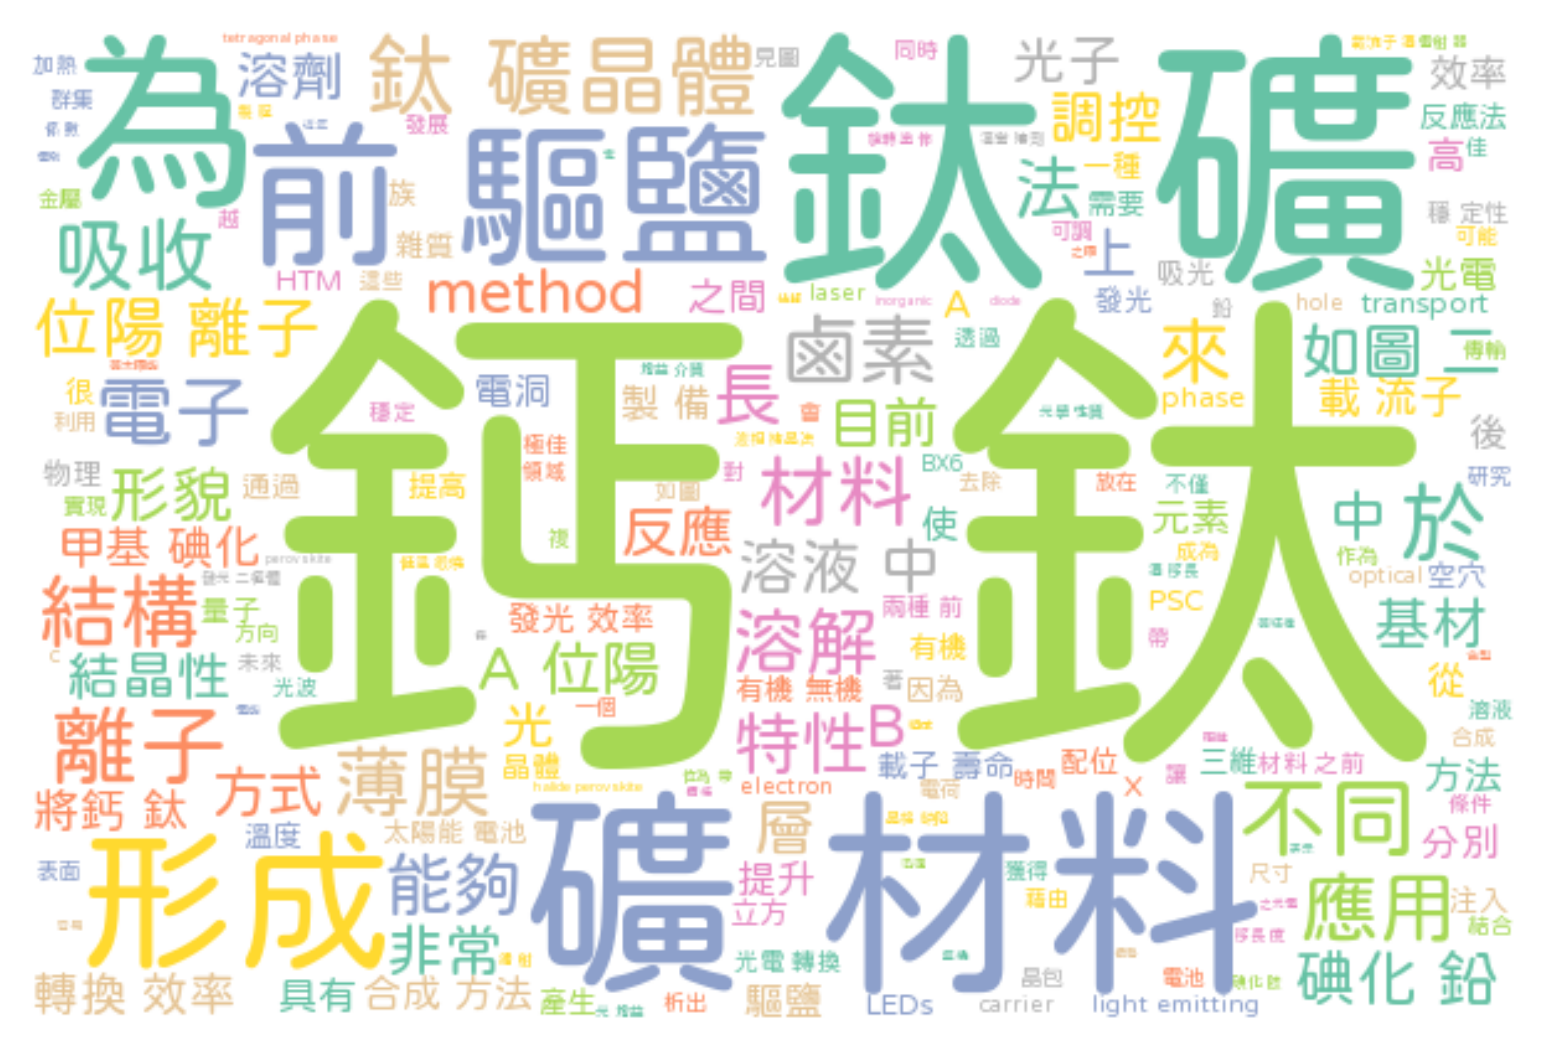 tetragonal phase
加熱
為
溶劑
鈦 礦晶體
見圖
鈦 礦
同時
光子
效率
群集
調控
發展
反應法
前 驅鹽
一種
高
佳
族
法
需要
金屬
越
穩 定性
吸收
雜質
可調
可能
上
HTM
這些
method
之間
laser
吸光
光電
inorganic
diode
A
發光
鉛
hole
transport
位陽 離子
鈣 鈦
鹵素
透過
來
如圖 二
傳輸
很
電子
電洞
製 備
長
會
目前
phase
載 流子
利用
穩定
後
極佳
物理
形貌
通過
提高
領域
對
材料
BX6
去除
放在
不僅
研究
實現
如圖
使
元素
中
於
甲基 碘化
perovskite
複
反應
溶液 中
成為
作為
optical
空穴
結構
量子
方向
發光 效率
溶解
兩種 前
PSC
基材
帶
C
結晶性
未來
光波
A 位陽
有機
有機 無機
著
因為
從
離子
一個
光
特性
B
溶液
合成
晶體
載子 壽命
配位
三維
材料 之前
方法
將鈣 鈦
方式
薄膜
halide perovskite
electron
電荷
時間
X
讓
條件
溫度
太陽能 電池
層
不同
分別
形成
礦 材料
表面
能夠
提升
獲得
尺寸
立方
藉由
應用
注入
結合
非常
光電 轉換
移長度
轉換 效率
具有
合成 方法
產生
析出
驅鹽
LEDs
晶包
carrier
電池
light emitting
碘化 鉛